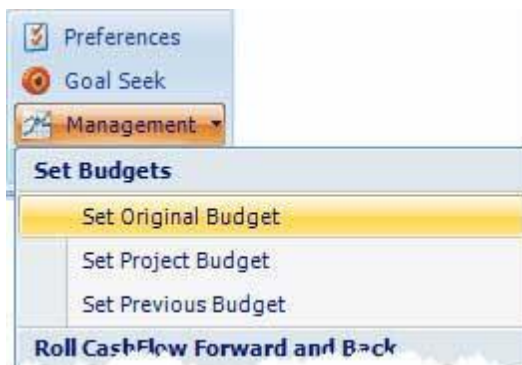 Preferences
Goal Seek
Management
Set Budgets
Set Original Budget
Set Project Budget
Set Previous Budget
Roll CashFlow Forward and Back